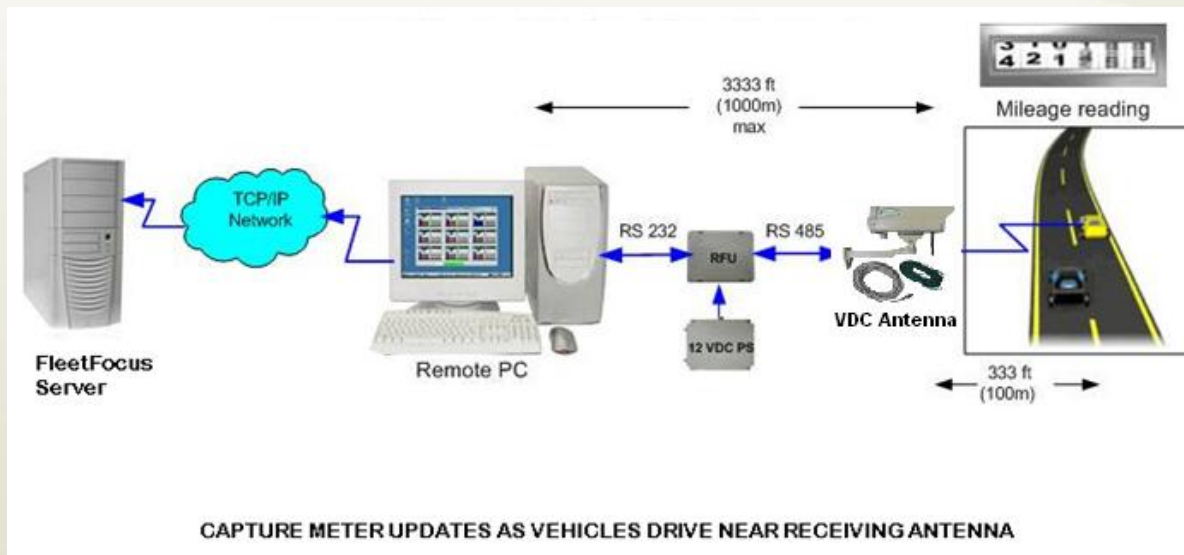 3333 ft
(1000m)
max
Mileage reading
TCP/IP
Network
RS 232
RFU
RS 485
VDC Antenna
12 VDC PS
FleetFocus
Server
Remote PC
333 ft
(100m)
CAPTURE METER UPDATES AS VEHICLES DRIVE NEAR RECEIVING ANTENNA